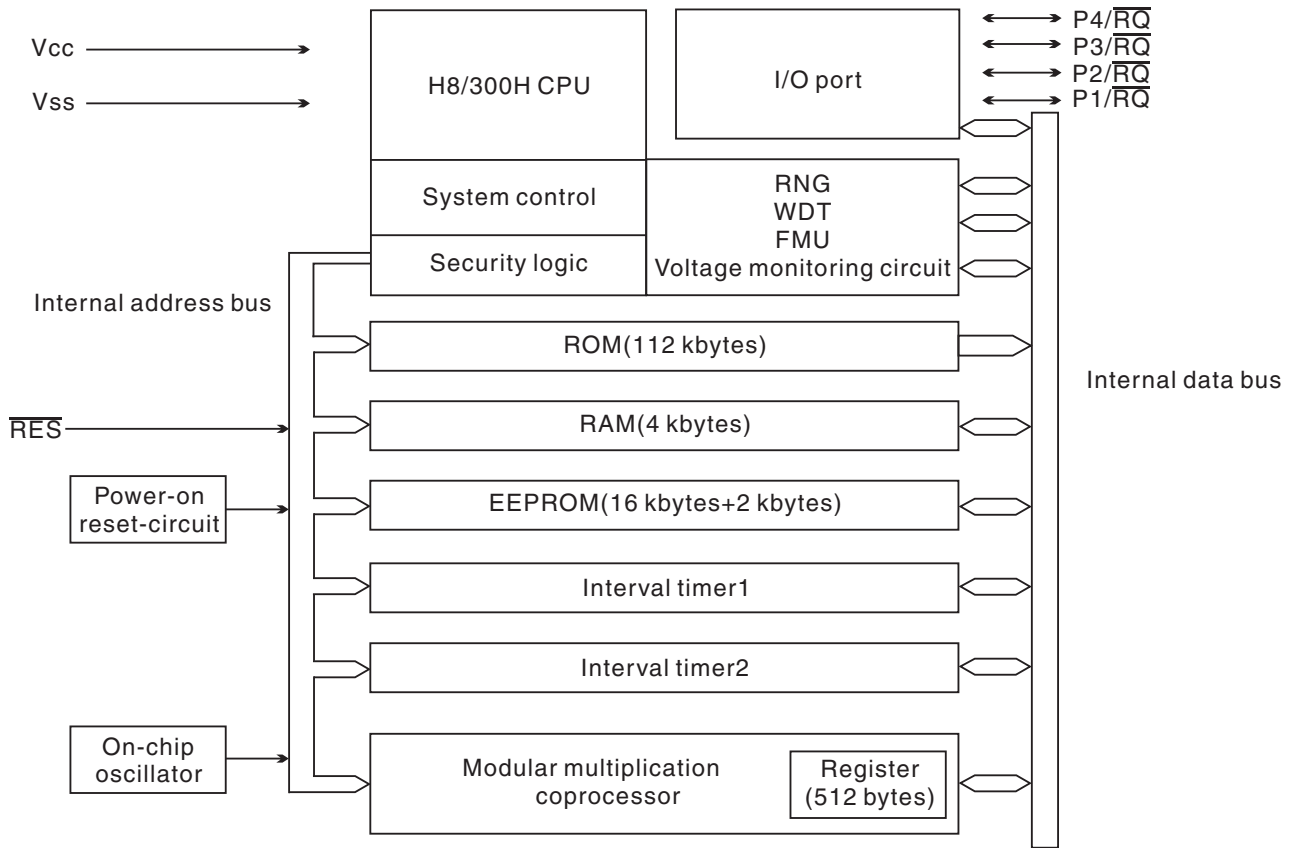 Vcc
Vss
H8/300H CPU
I/O port
P4/RQ
P3/RQ
P2/RQ
P1/RQ
System control
Security logic
RNG
WDT
FMU
Voltage monitoring circuit
Internal address bus
ROM(112 kbytes)
Internal data bus
RES
RAM(4 kbytes)
Power-on
reset-circuit
EEPROM(16 kbytes+2 kbytes)
Interval timer1
Interval timer2
On-chip
oscillator
Modular multiplication
coprocessor
Register
(512 bytes)